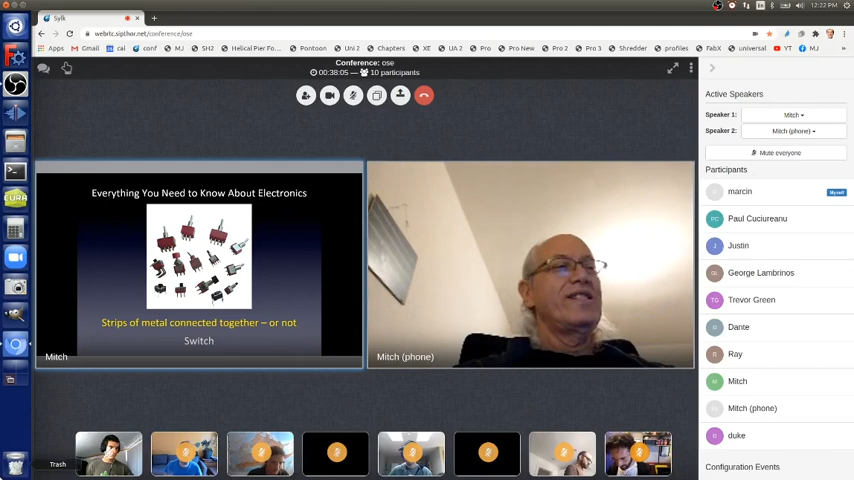 12:22 PM
Sylk
webrtc.sipthor.net/conference/ose
Apps
Gmail
cal
conf
MJ
SH2
Helical Pier Fo...
Pontoon
Uni 2
Chapters
XE
UA 2
Pro
Pro New
Pro 2
Pro 3
Shredder
profiles
FabX
universal
YT
MJ
Conference: ose
00:38:05 — 10 participants
Everything You Need to Know About Electronics
Strips of metal connected together – or not
Switch
Mitch
Mitch (phone)
Active Speakers
Speaker 1:
Mitch
Speaker 2:
Mitch (phone)
Mute everyone
Participants
marcin
Myself
PC
Paul Cuciureanu
J
Justin
GL
George Lambrinos
TG
Trevor Green
D
Dante
R
Ray
M
Mitch
Mitch (phone)
D
duke
Configuration Events
CURA
Trash